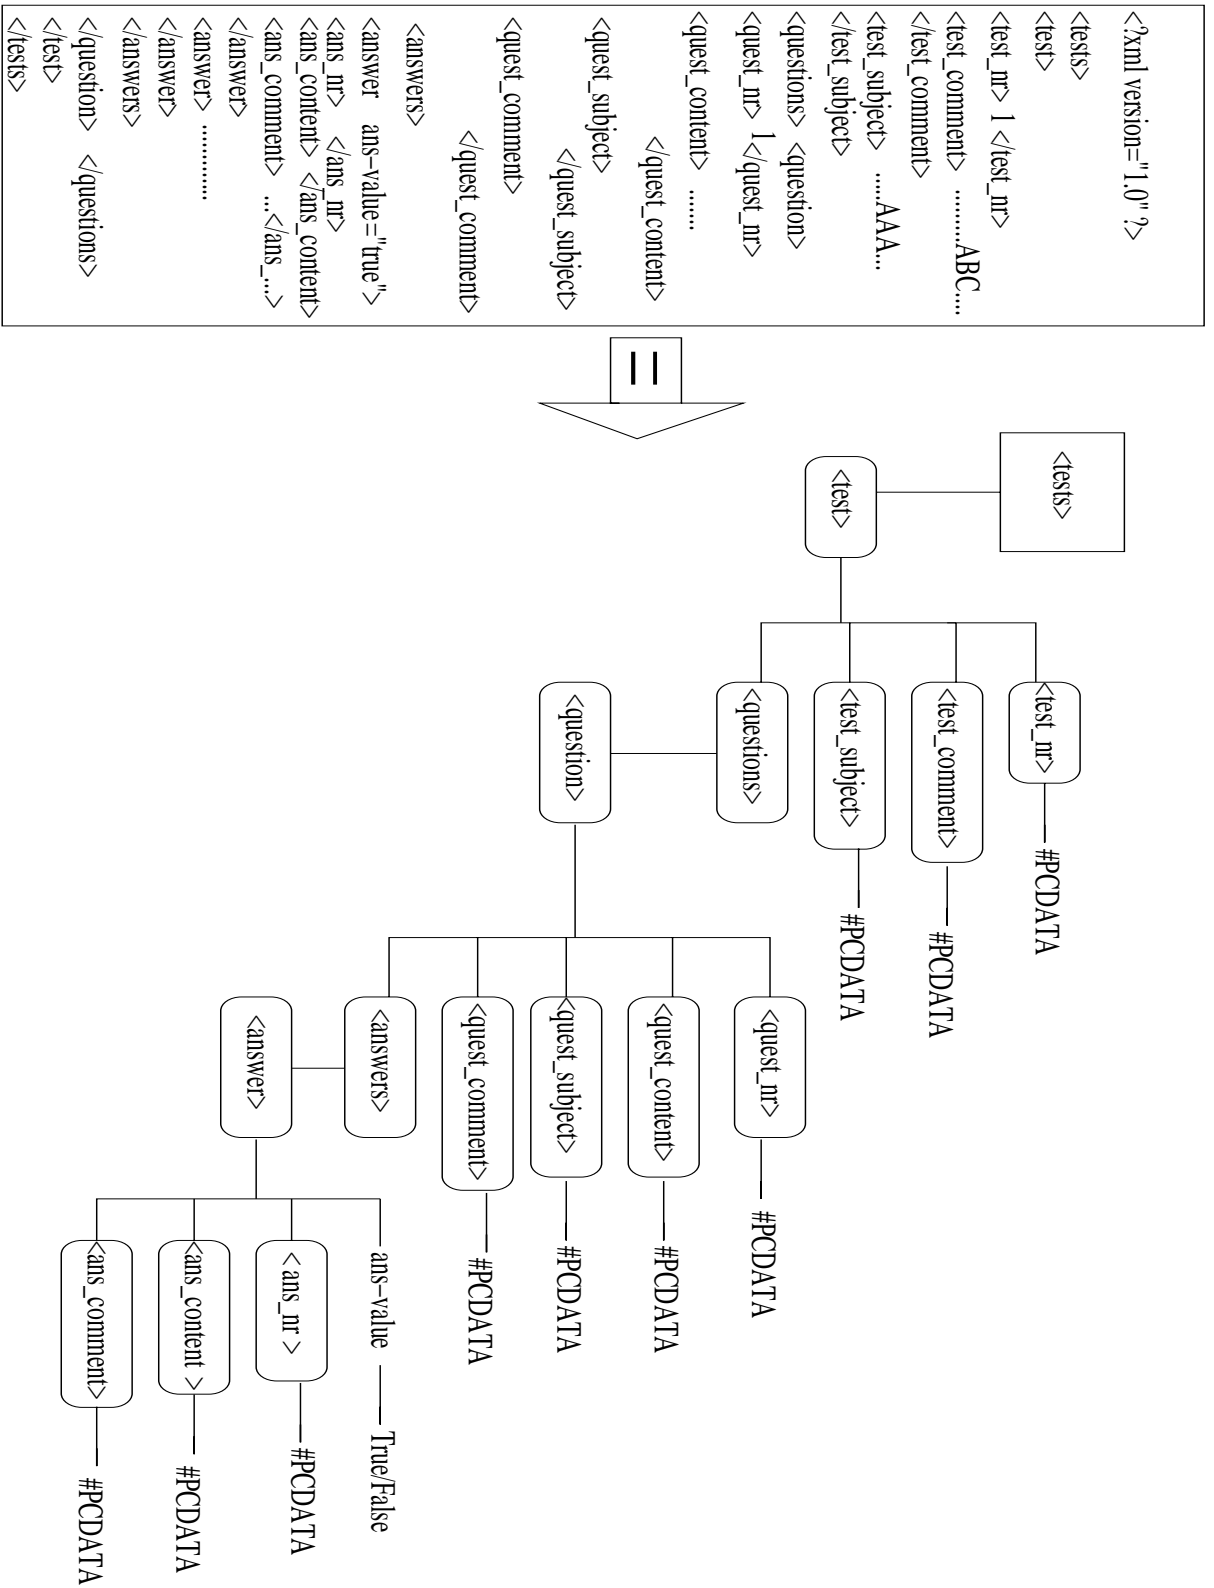 <?xml version="1.0" ?>
<tests>
<test>
<test_nr> 1 </test_nr>
<test_comment> ..........ABC....
</test_comment>
<test_subject> .....AAA...
</test_subject>
<questions> <question>
<quest_nr> 1</quest_nr>
<quest_content> .......
</quest_content>
<quest_subject>
</quest_subject>
<quest_comment>
</quest_comment>
<answers>
<answer ans-value="true">
<ans_nr> </ans_nr>
<ans_content> </ans_content>
<ans_comment> ...</ans_...>
</answer>
<answer> .............
</answer>
</answers>
</question> </questions>
</test>
</tests>
<tests>
<test>
<test_nr> #PCDATA
<test_comment> #PCDATA
<test_subject> #PCDATA
<questions>
<question>
<quest_nr> #PCDATA
<quest_content> #PCDATA
<quest_subject> #PCDATA
<quest_comment> #PCDATA
<answers>
<answer>
ans-value True/False
< ans_nr > #PCDATA
<ans_content > #PCDATA
<ans_comment> #PCDATA